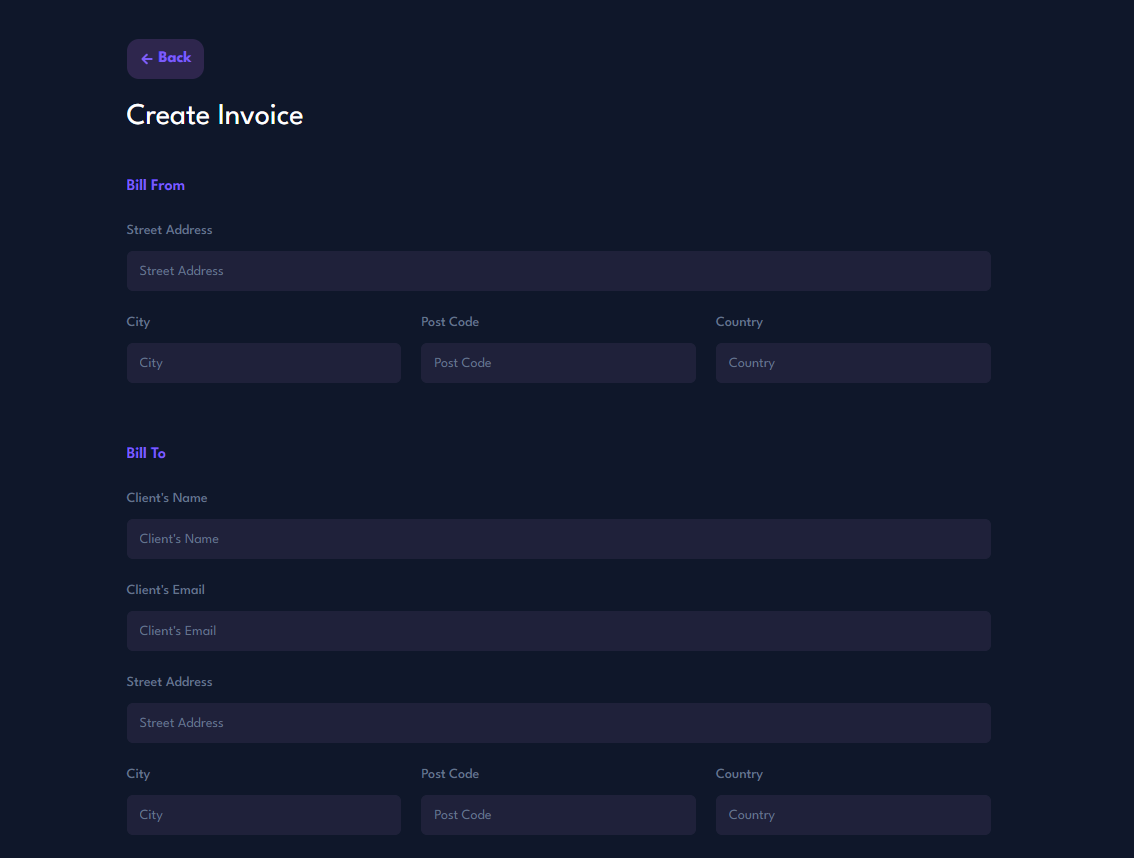 ← Back
Create Invoice
Bill From
Street Address
Street Address
City Post Code Country
City Post Code Country
Bill To
Client's Name
Client's Name
Client's Email
Client's Email
Street Address
Street Address
City Post Code Country
City Post Code Country